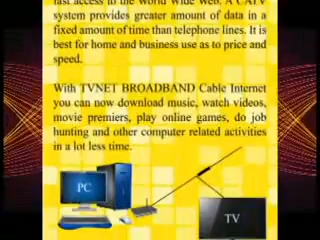 fast access to the World Wide Web. A CATV
system provides greater amount of data in a
fixed amount of time than telephone lines. It is
best for home and business use as to price and
speed.
With TVNET BROADBAND Cable Internet
you can now download music, watch videos,
movie premiers, play online games, do job
hunting and other computer related activities
in a lot less time.
PC
TV